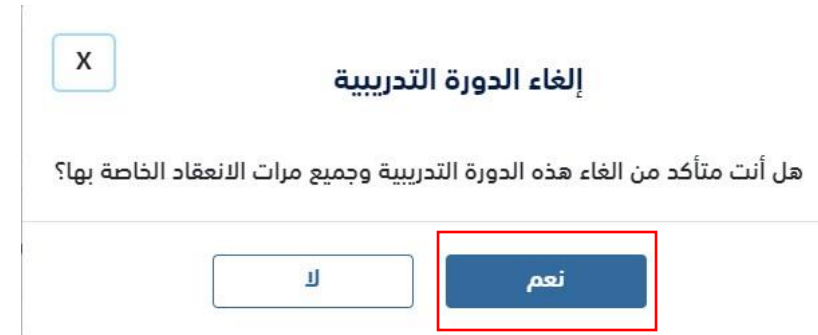 X
إلغاء الدورة التدريبية
هل أنت متأكد من الغاء هذه الدورة التدريبية وجميع مرات الانعقاد الخاصة بها؟
نعم
لا